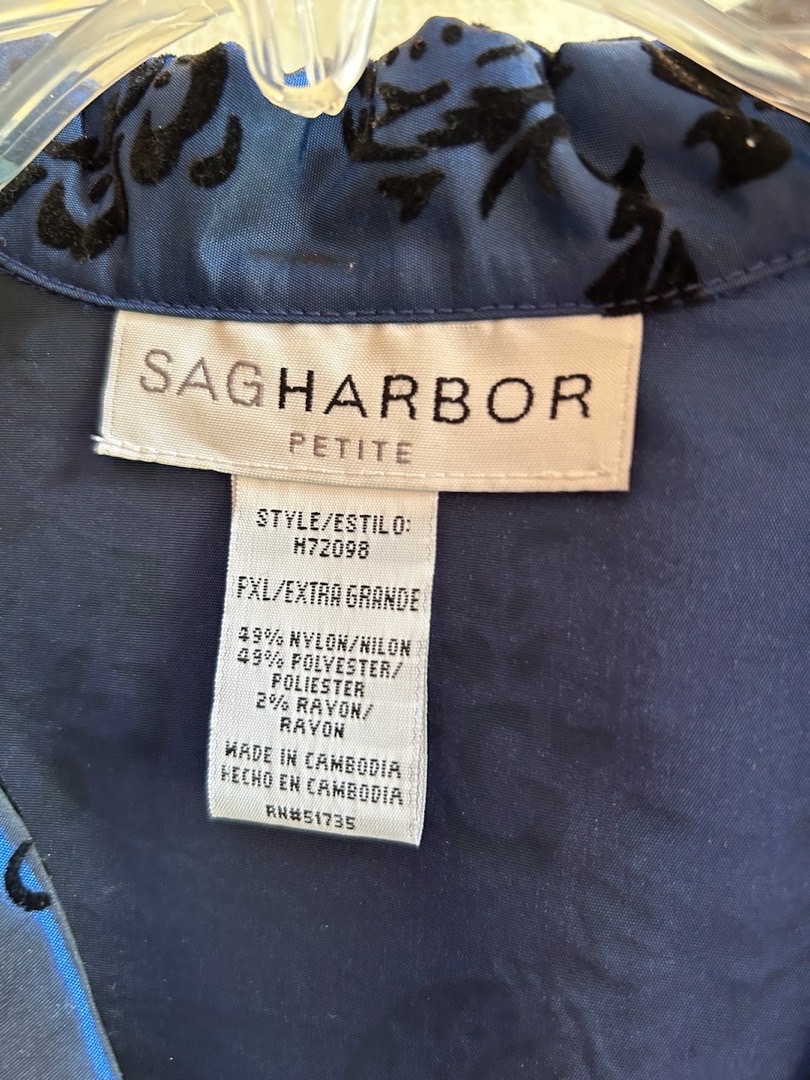 SAGHARBOR
PETITE
STYLE/ESTILO:
H72098
PXL/EXTRA GRANDE
49% NYLON/NILON
49% POLYESTER/
POLIESTER
2% RAYON/
RAYON
MADE IN CAMBODIA
HECHO EN CAMBODIA
RN#51735